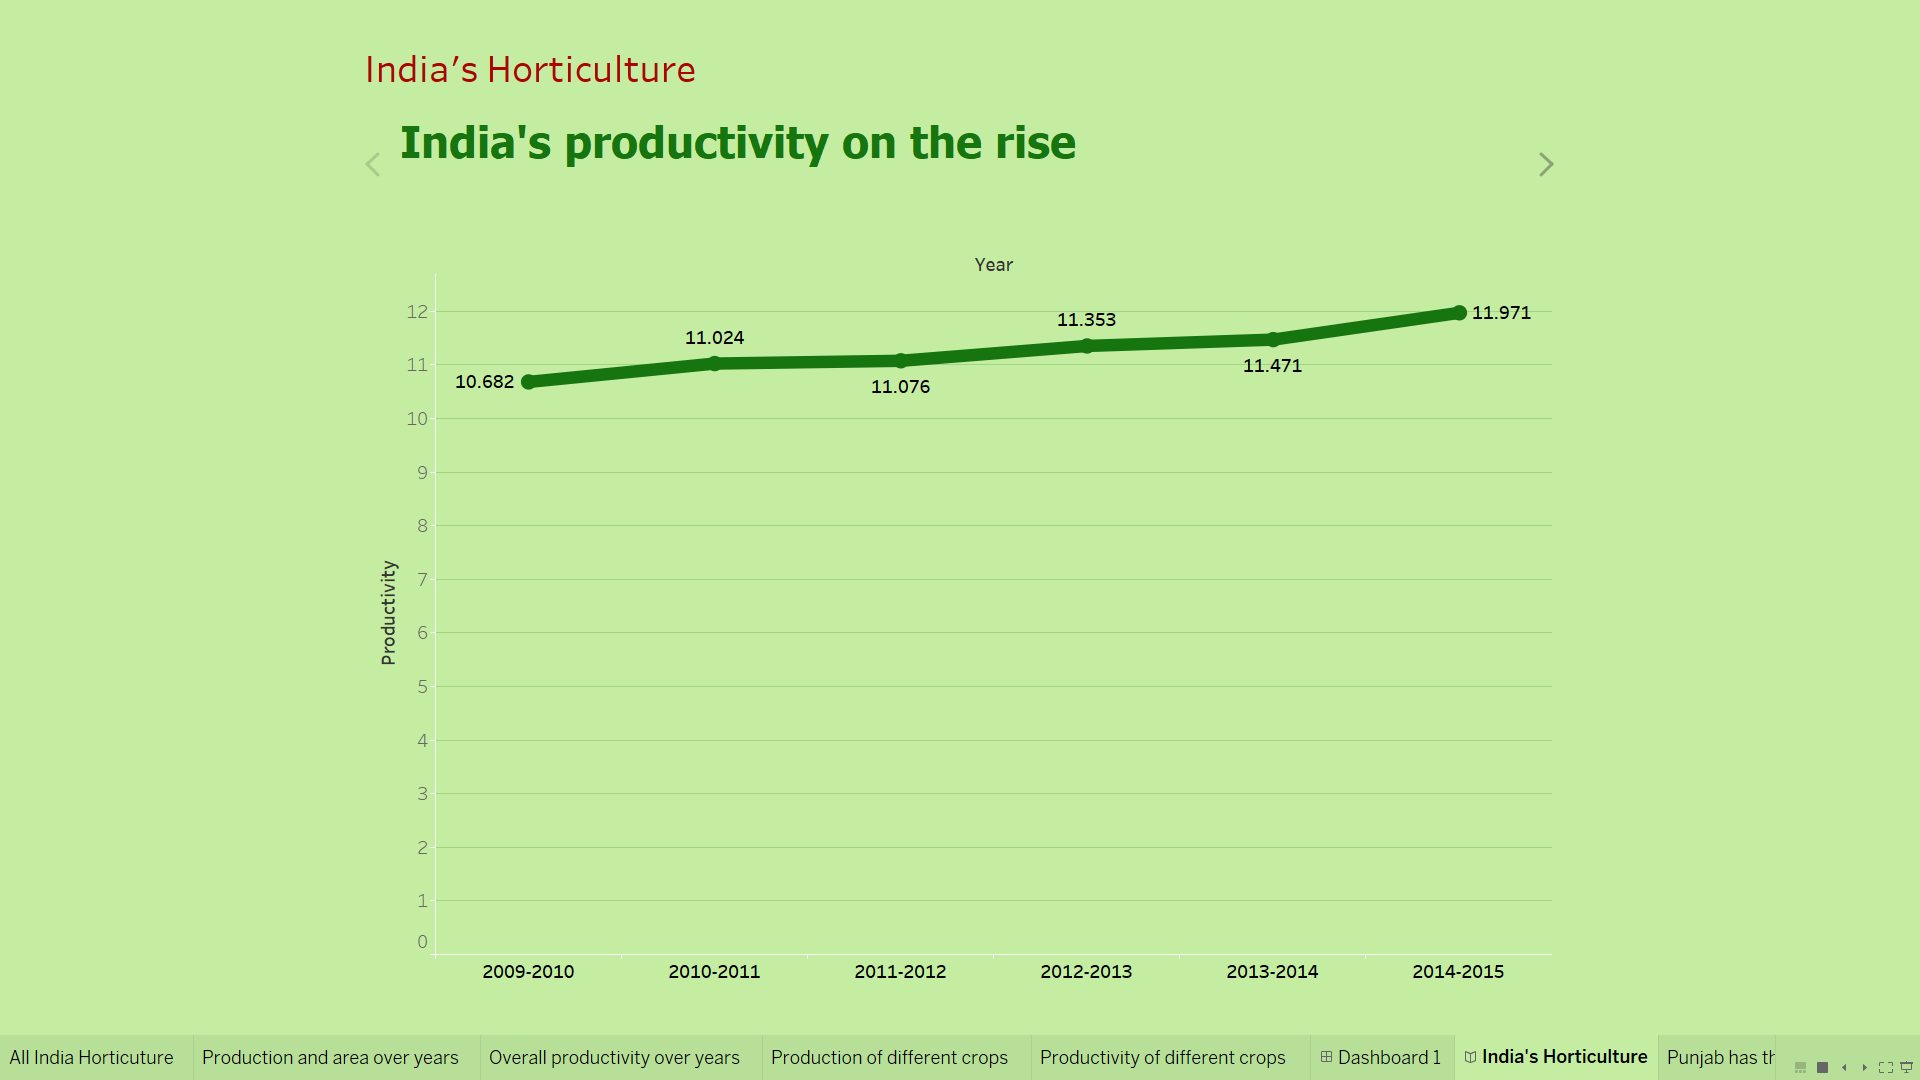 India's Horticulture
India's productivity on the rise
Year
12
11
10
9
8
7
6
5
4
3
2
1
0
Productivity
10.682
11.024
11.076
11.353
11.471
11.971
2009-2010
2010-2011
2011-2012
2012-2013
2013-2014
2014-2015
All India Horticuture
Production and area over years
Overall productivity over years
Production of different crops
Productivity of different crops
Dashboard 1
India's Horticulture
Punjab has th